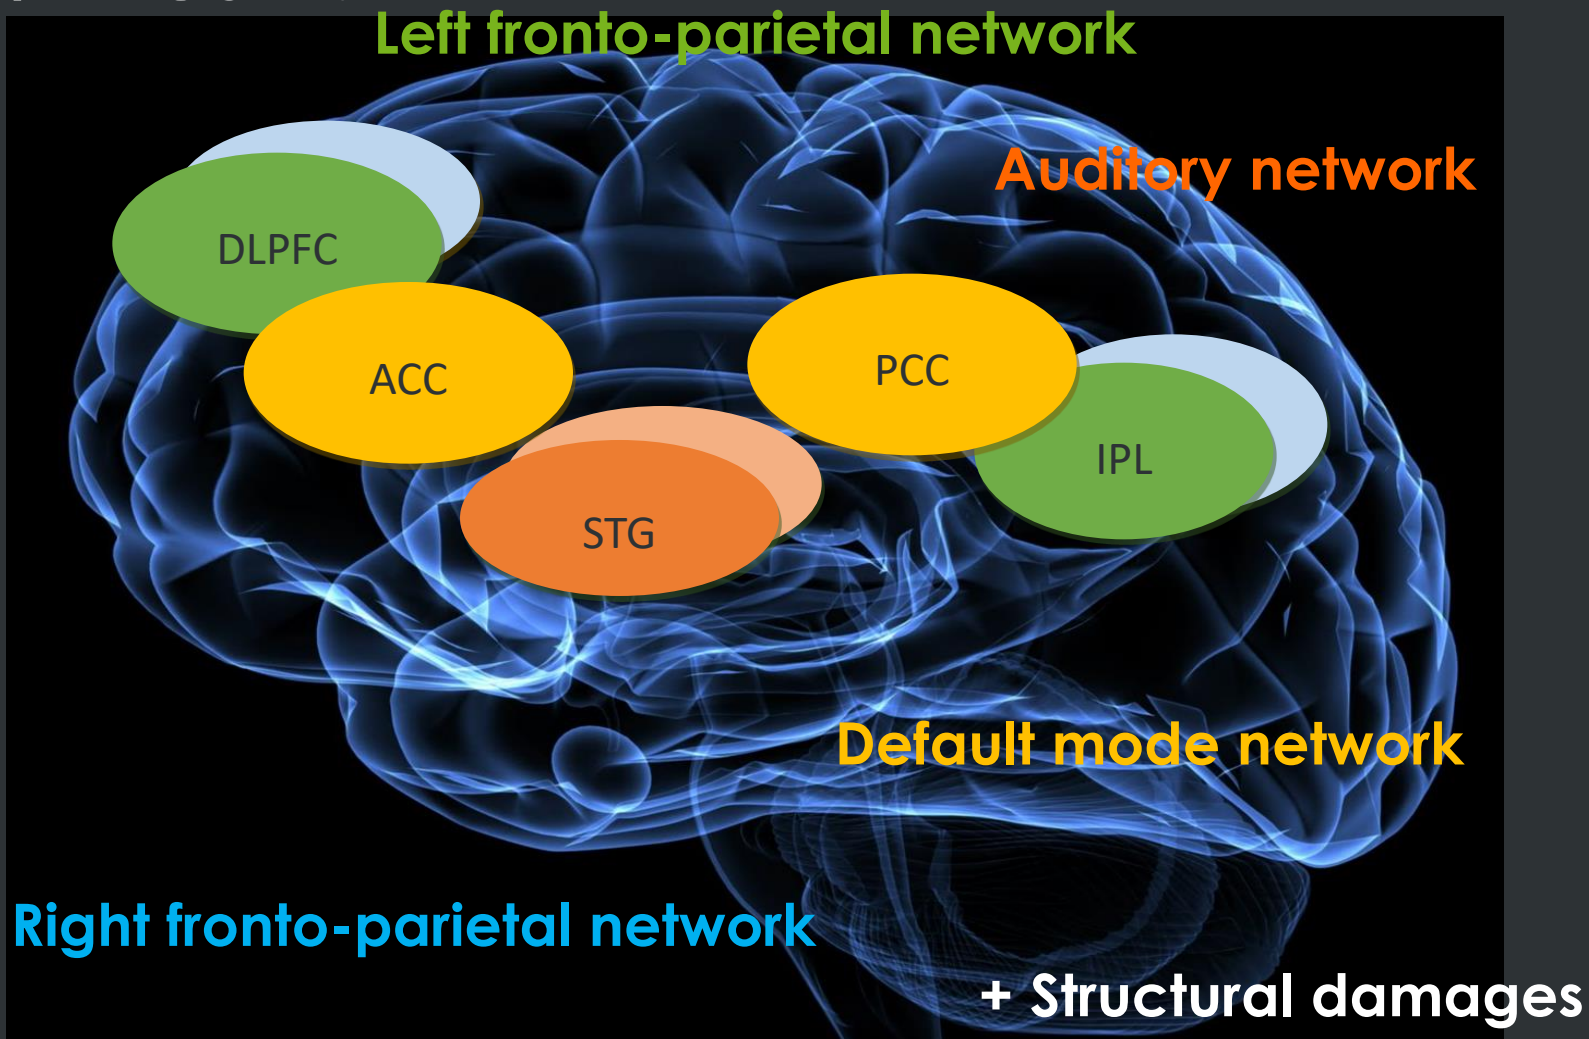 Left fronto-parietal network
Auditory network
DLPFC
ACC
PCC
IPL
STG
Default mode network
Right fronto-parietal network
+ Structural damages